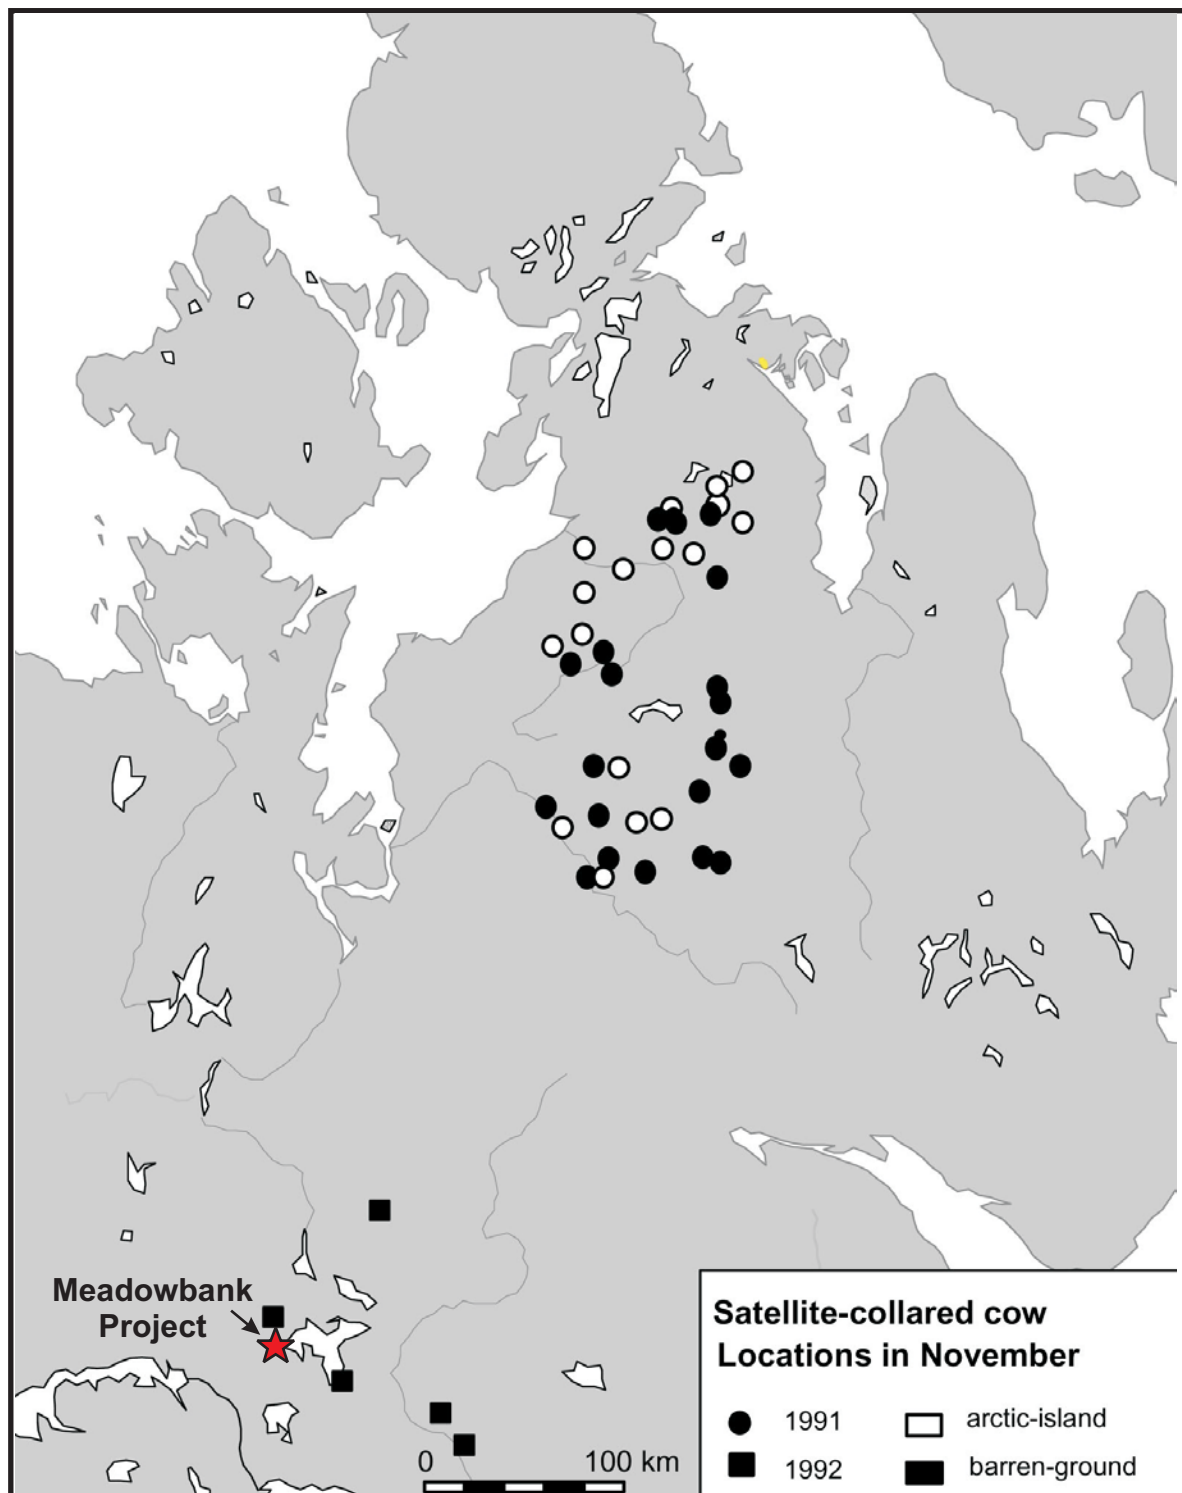 Meadowbank
Project
Satellite-collared cow
Locations in November
1991
arctic-island
1992
barren-ground
0
100 km